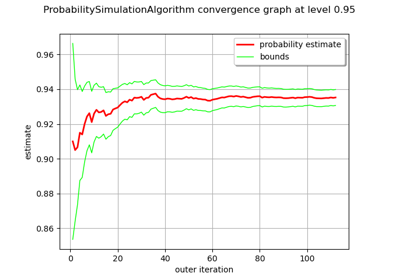 ProbabilitySimulationAlgorithm convergence graph at level 0.95
probability estimate
bounds
0.96
0.94
0.92
0.90
0.88
0.86
estimate
0
20
40
60
80
100
outer iteration